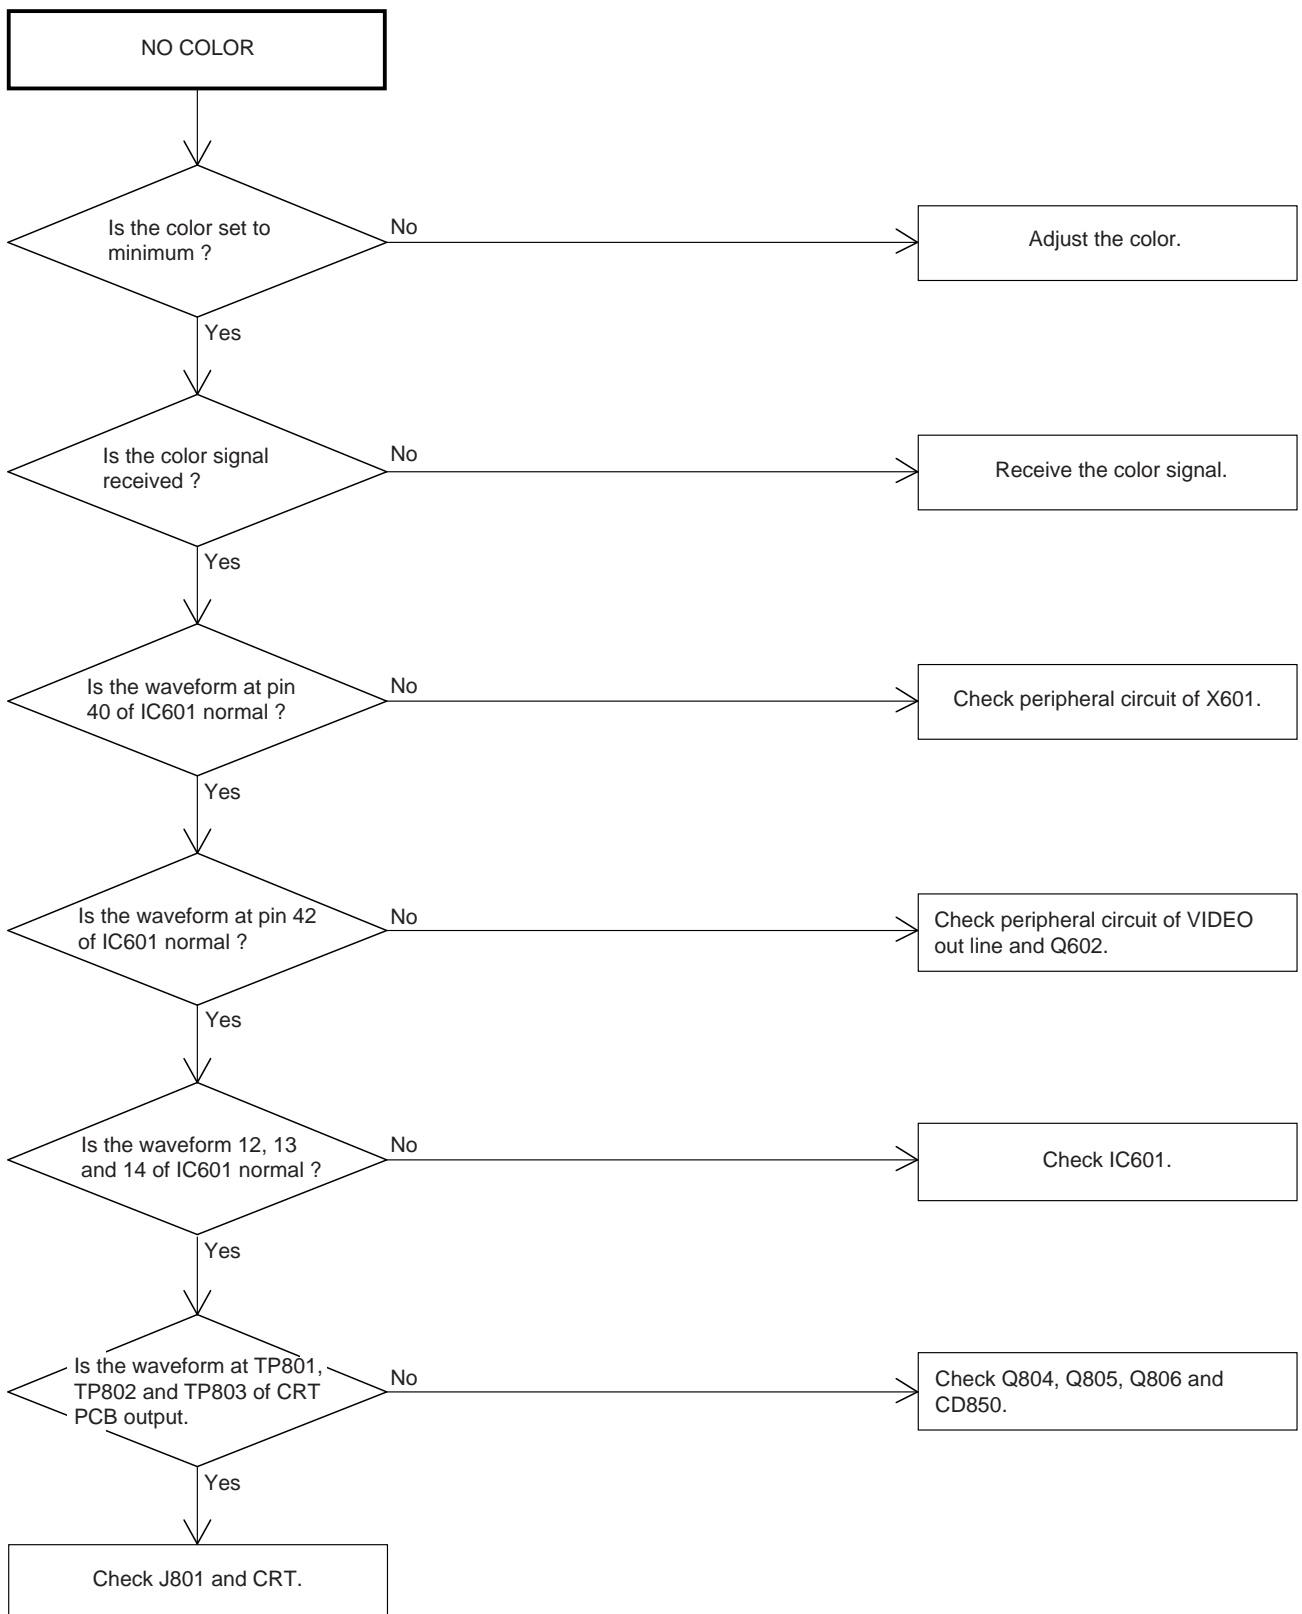 NO COLOR
Is the color set to
minimum ?
No
Adjust the color.
Yes
Is the color signal
received ?
No
Receive the color signal.
Yes
Is the waveform at pin
40 of IC601 normal ?
No
Check peripheral circuit of X601.
Yes
Is the waveform at pin 42
of IC601 normal ?
No
Check peripheral circuit of VIDEO
out line and Q602.
Yes
Is the waveform 12, 13
and 14 of IC601 normal ?
No
Check IC601.
Yes
Is the waveform at TP801,
TP802 and TP803 of CRT
PCB output.
No
Check Q804, Q805, Q806 and
CD850.
Yes
Check J801 and CRT.